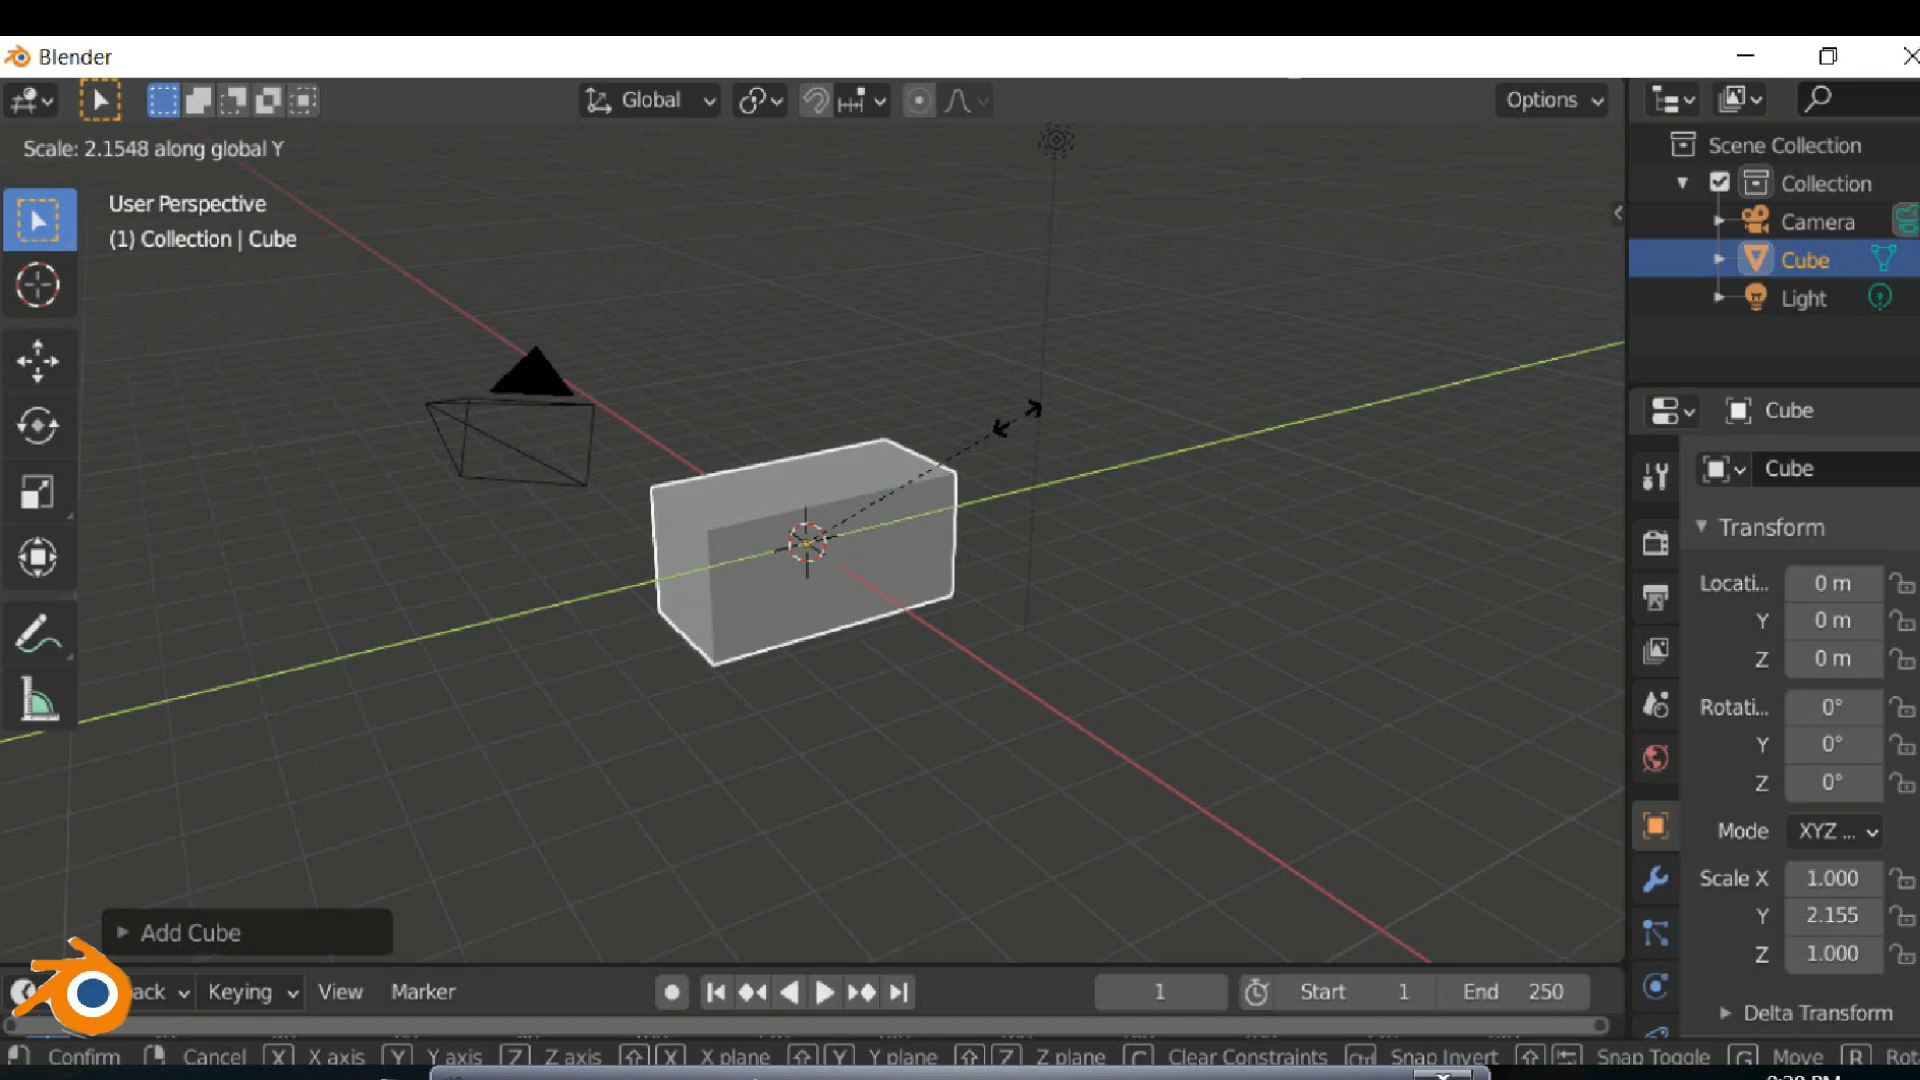 Blender
Global
Options
Scale: 2.1548 along global Y
User Perspective
(1) Collection | Cube
Scene Collection
Collection
Camera
Cube
Light
Cube
Cube
Transform
Locati... 0 m
Y 0 m
Z 0 m
Rotati... 0°
Y 0°
Z 0°
Mode XYZ ...
Scale X 1.000
Y 2.155
Z 1.000
Delta Transform
Add Cube
ack Keying View Marker 1 Start 1 End 250
Confirm Cancel X X axis Y Y axis Z Z axis X X plane Y Y plane Z Z plane C Clear Constraints Ctrl Snap Invert Snap Toggle G Move R Rot